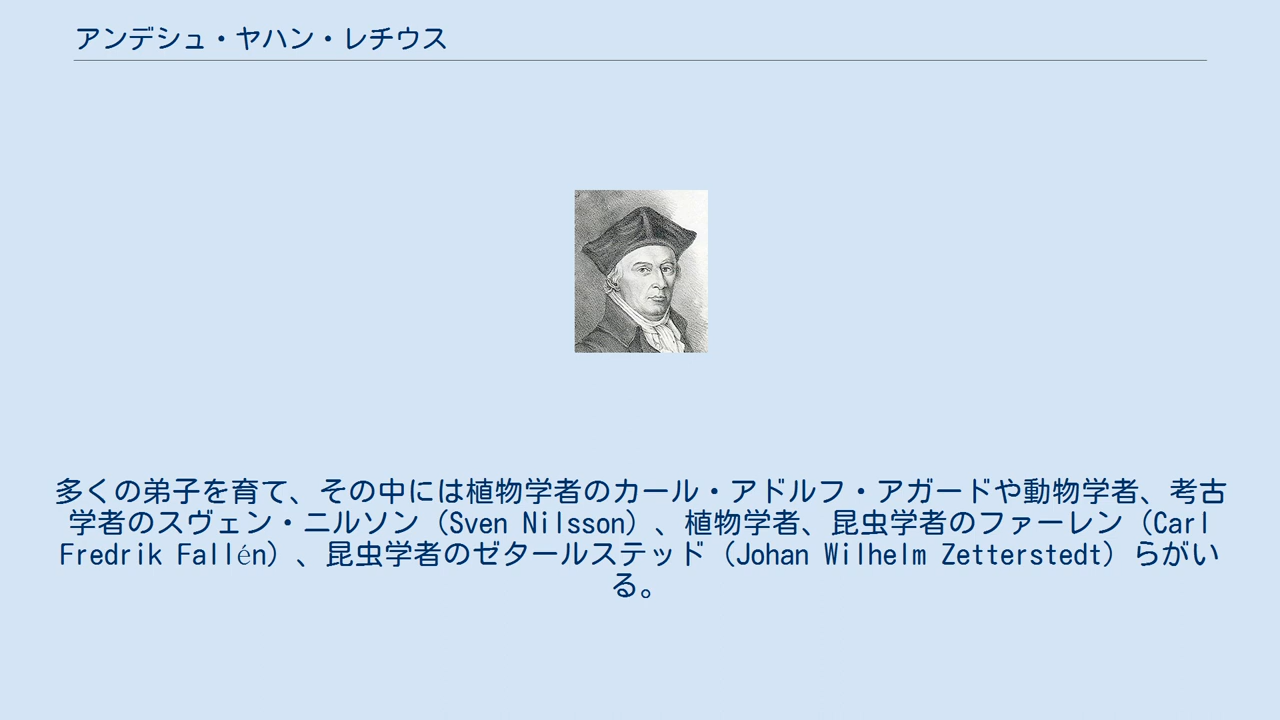 アンデシュ・ヤハン・レチウス
多くの弟子を育て、その中には植物学者のカール・アドルフ・アガードや動物学者、考古
学者のスヴェン・ニルソン（Sven Nilsson）、植物学者、昆虫学者のファーレン（Carl
Fredrik Fallén）、昆虫学者のゼタールステッド（Johan Wilhelm Zetterstedt）らがい
る。